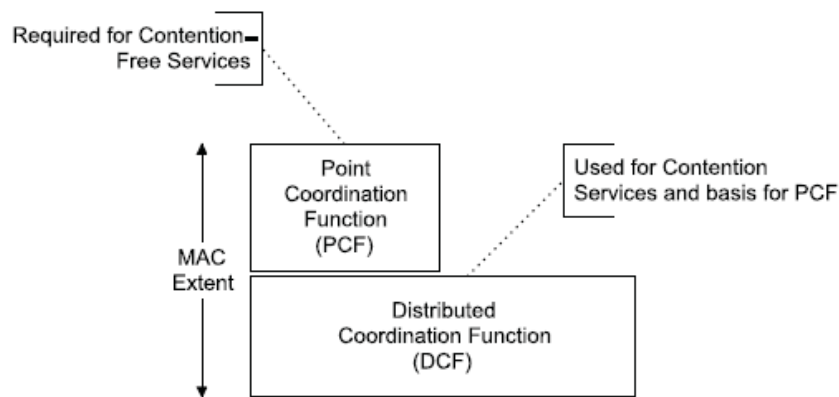 Required for Contention-
Free Services
Point
Coordination
Function
(PCF)
Used for Contention
Services and basis for PCF
MAC
Extent
Distributed
Coordination Function
(DCF)